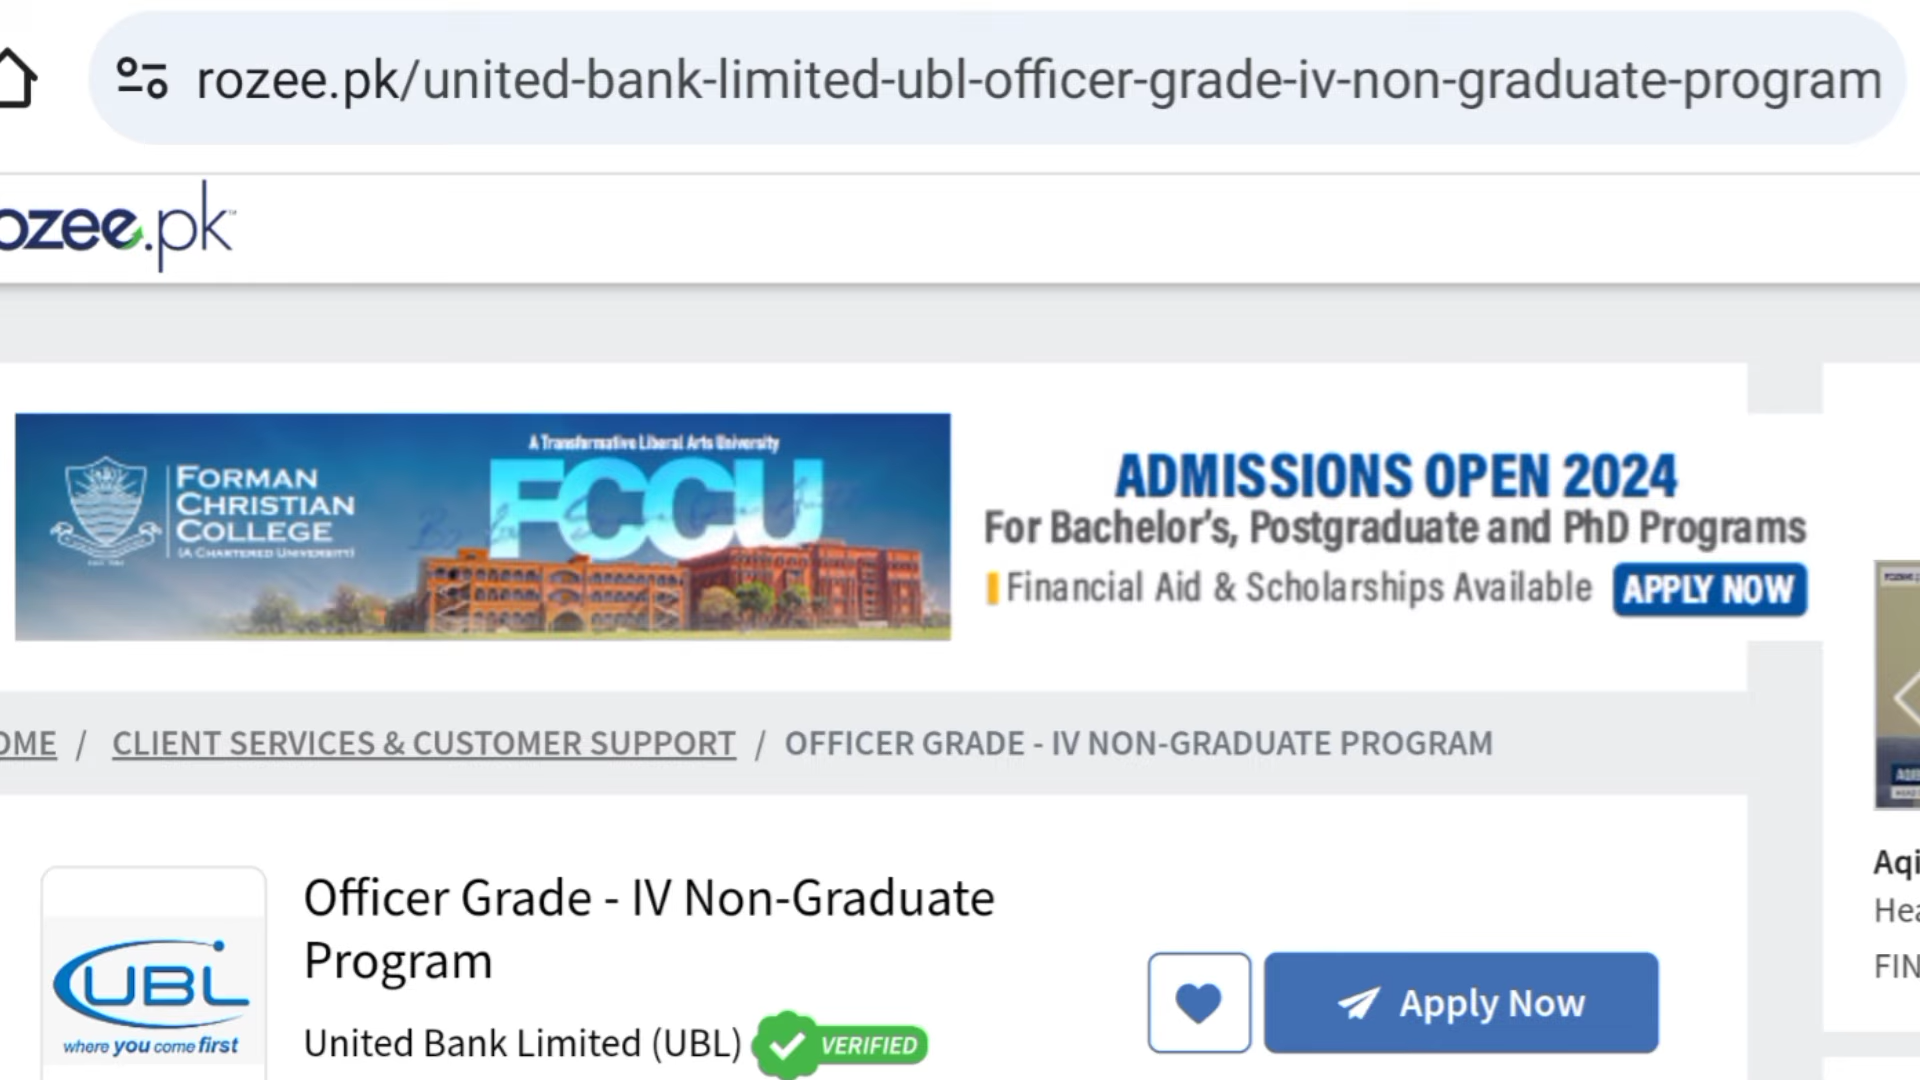 rozee.pk/united-bank-limited-ubl-officer-grade-iv-non-graduate-program
ozee.pk
A Transformative Liberal Arts University
FORMAN
CHRISTIAN
COLLEGE
(A CHARTERED UNIVERSITY)
FCCU
ADMISSIONS OPEN 2024
For Bachelor's, Postgraduate and PhD Programs
Financial Aid & Scholarships Available APPLY NOW
OME / CLIENT SERVICES & CUSTOMER SUPPORT / OFFICER GRADE - IV NON-GRADUATE PROGRAM
Officer Grade - IV Non-Graduate
Program
United Bank Limited (UBL) VERIFIED
UBL
where you come first
Apply Now
Aqi
Hea
FIN